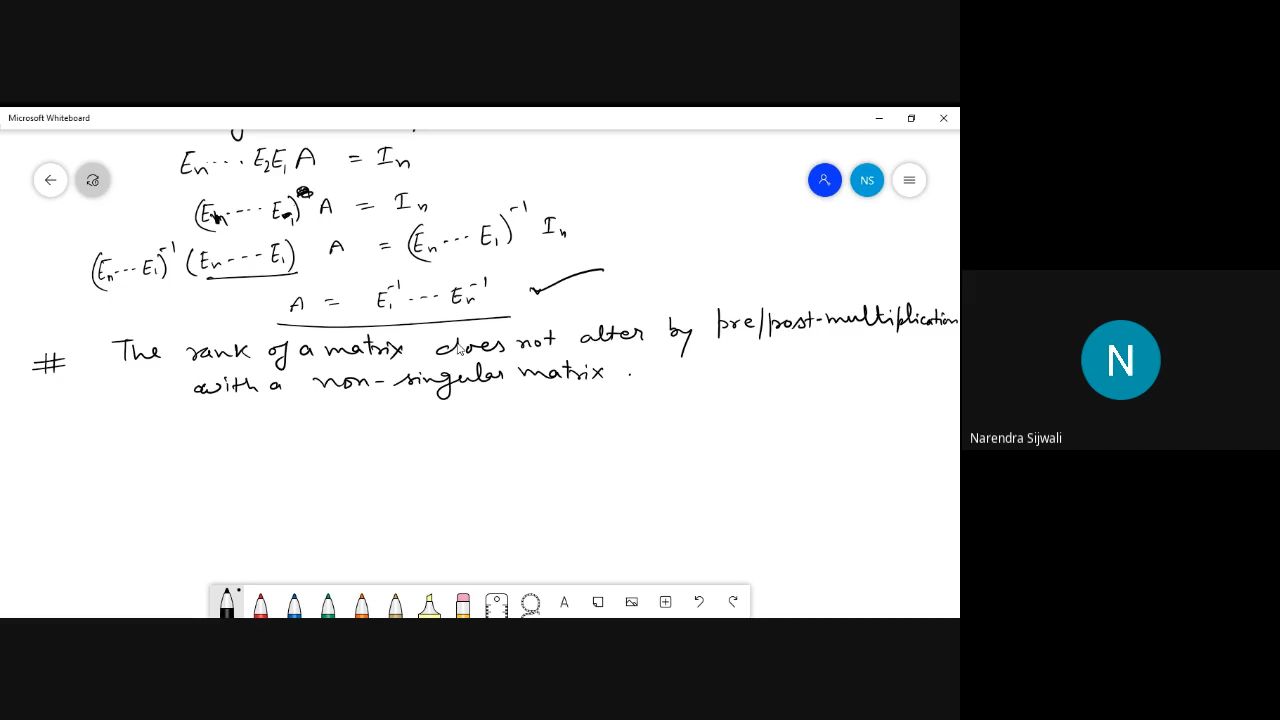 Microsoft Whiteboard
En .... E2E1 A = In
(En .... E1) A = In
NS
(En ... E1)^-1 (En .... E1) A = (En ... E1)^-1 In
A = E1^-1 .... En^-1 ✓
# The rank of a matrix does not alter by pre/post-multiplication
with a non-singular matrix .
N
Narendra Sijwali
A